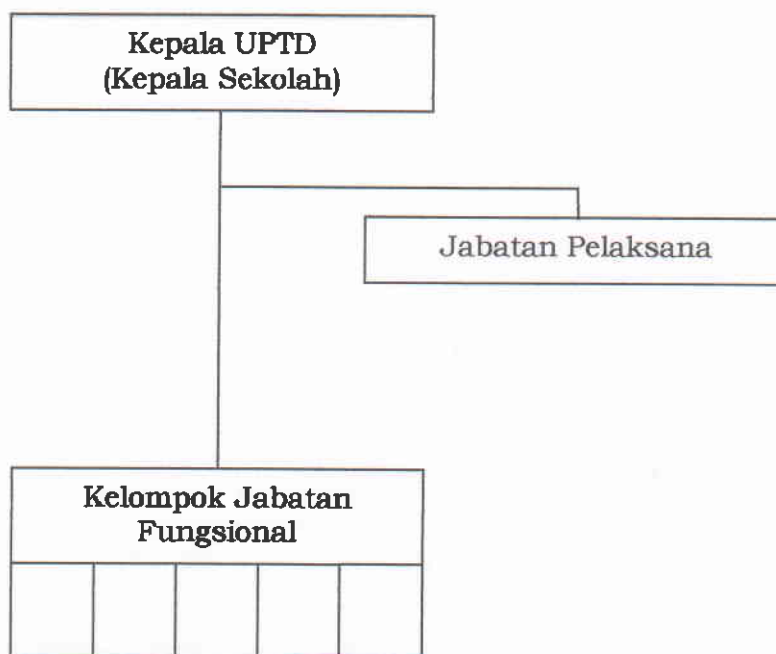 Kepala UPTD
(Kepala Sekolah)
Jabatan Pelaksana
Kelompok Jabatan
Fungsional